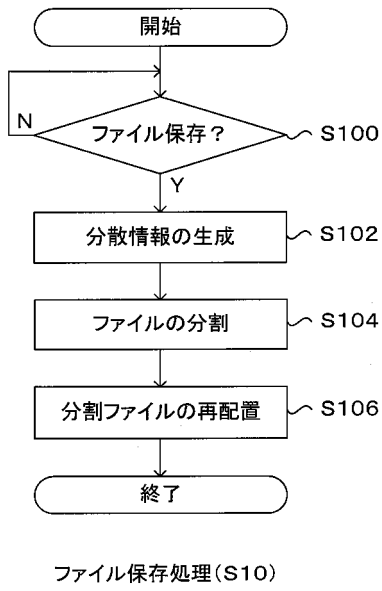 開始
ファイル保存?
S100
N
Y
分散情報の生成
S102
ファイルの分割
S104
分割ファイルの再配置
S106
終了
ファイル保存処理(S10)